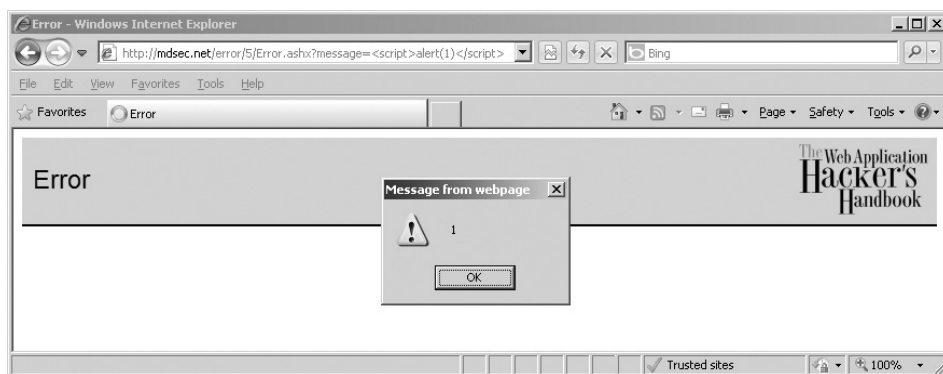 Error - Windows Internet Explorer
http://mdsec.net/error/5/Error.ashx?message=<script>alert(1)</script>
Bing
File Edit View Favorites Tools Help
Favorites
Error
Page
Safety
Tools
Error
The Web Application
Hacker's
Handbook
Message from webpage
1
OK
Trusted sites
100%